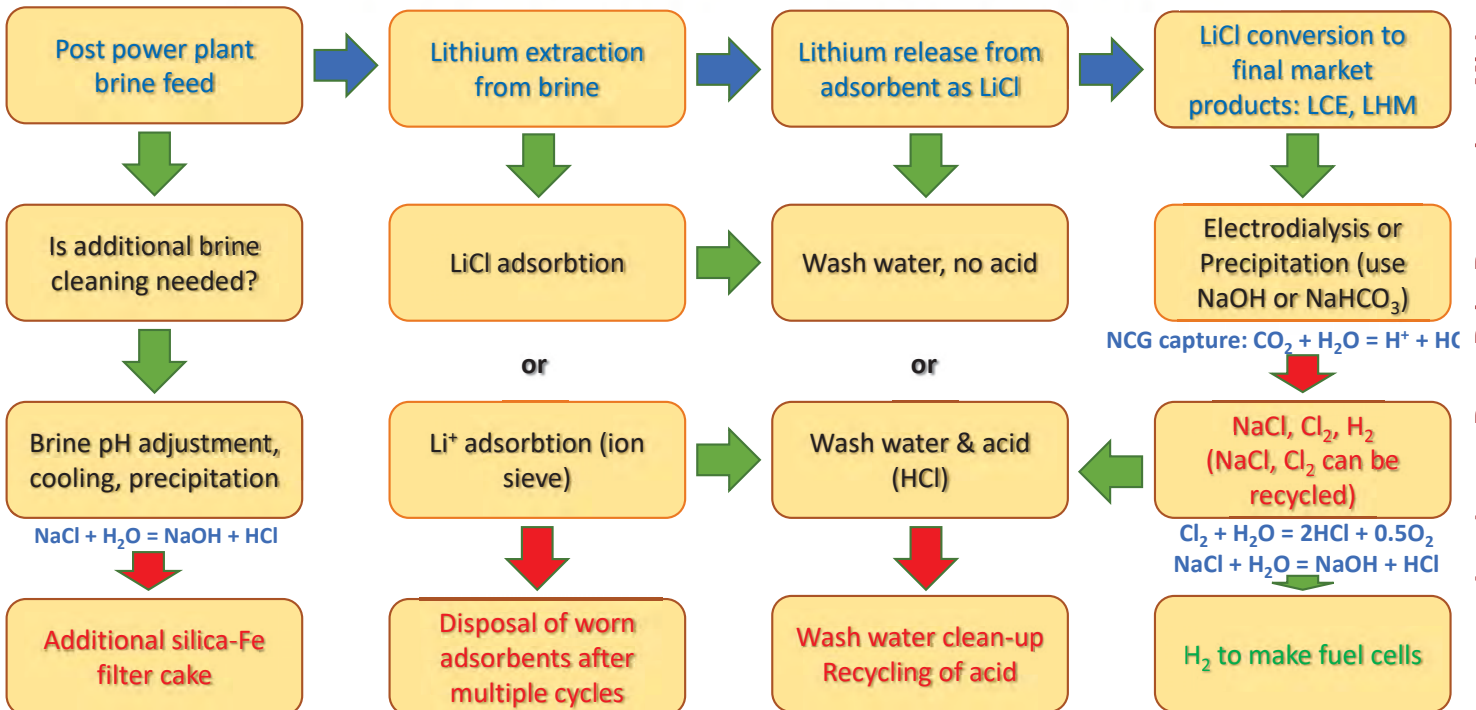 Post power plant
brine feed
Lithium extraction
from brine
Lithium release from
adsorbent as LiCl
LiCl conversion to
final market
products: LCE, LHM
Is additional brine
cleaning needed?
LiCl adsorbtion
Wash water, no acid
Electrodialysis or
Precipitation (use
NaOH or NaHCO₃)
NCG capture: CO₂ + H₂O = H⁺ +
or
or
Brine pH adjustment,
cooling, precipitation
NaCl + H₂O = NaOH + HCl
Li⁺ adsorbtion (ion
sieve)
Wash water & acid
(HCl)
NaCl, Cl₂, H₂
(NaCl, Cl₂ can be
recycled)
Cl₂ + H₂O = 2HCl + 0.5O₂
NaCl + H₂O = NaOH + HCl
Additional silica-Fe
filter cake
Disposal of worn
adsorbents after
multiple cycles
Wash water clean-up
Recycling of acid
H₂ to make fuel cells